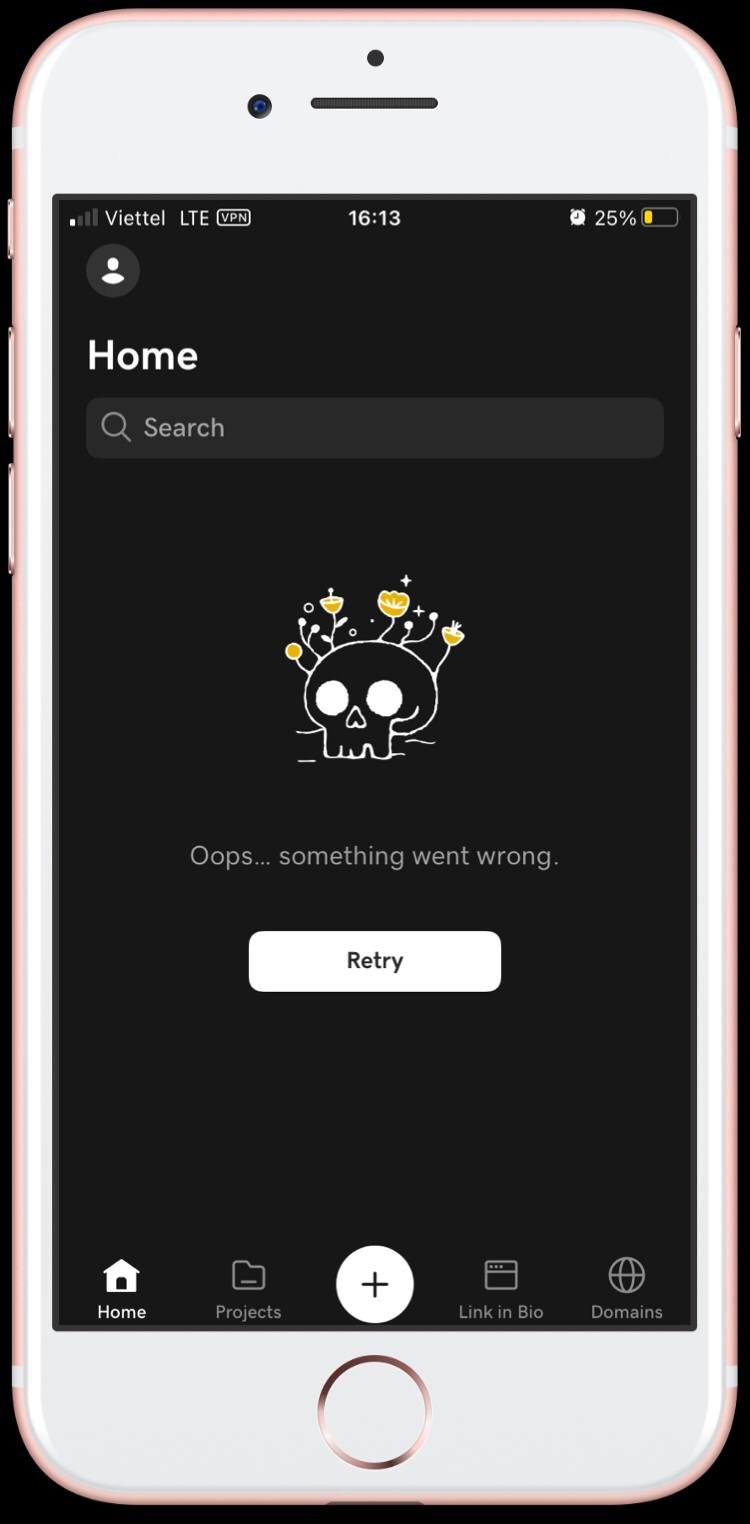 Viettel LTE VPN 16:13 25%
Home
Search
Oops... something went wrong.
Retry
Home Projects Link in Bio Domains